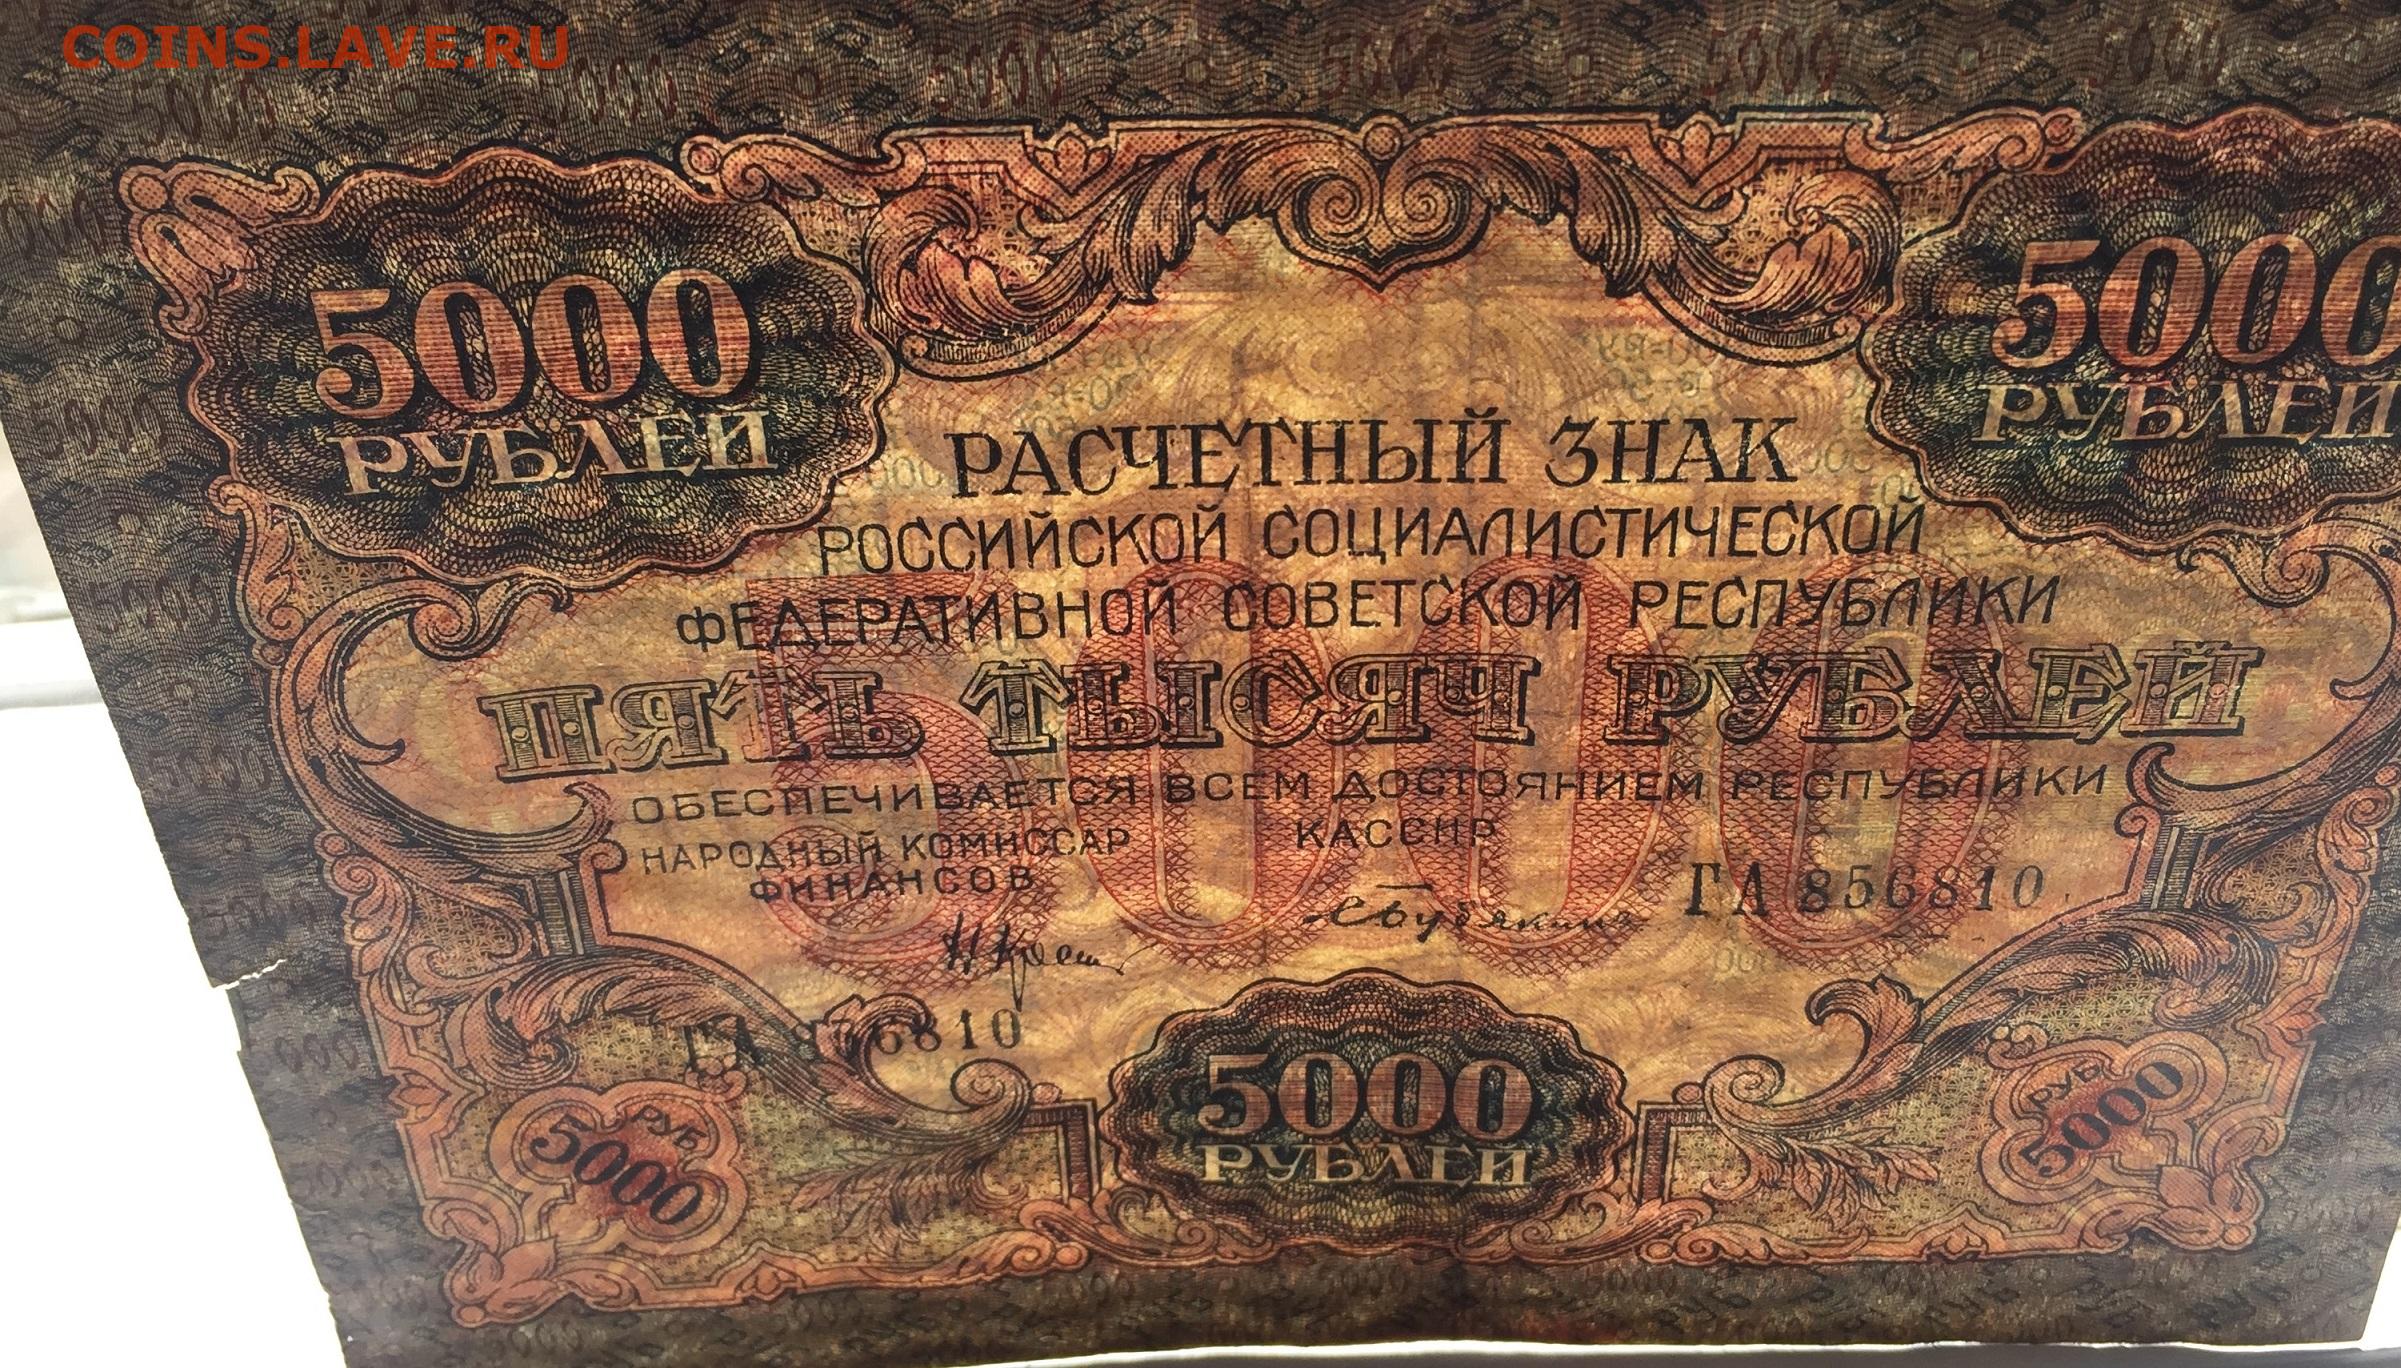 COINS.LAVE.RU
5000
РУБЛЕЙ
5000
РУБЛЕЙ
РАСЧЕТНЫЙ ЗНАК
РОССИЙСКОЙ СОЦИАЛИСТИЧЕСКОЙ
ФЕДЕРАТИВНОЙ СОВЕТСКОЙ РЕСПУБЛИКИ
5000
ПЯТЬ ТЫСЯЧ РУБЛЕЙ
ОБЕСПЕЧИВАЕТСЯ ВСЕМ ДОСТОЯНИЕМ РЕСПУБЛИКИ
НАРОДНЫЙ КОМИССАР
ФИНАНСОВ
КАССИР
ГА 856810
ГА 856810
5000
РУБЛЕЙ
РУБ
5000
РУБ
5000